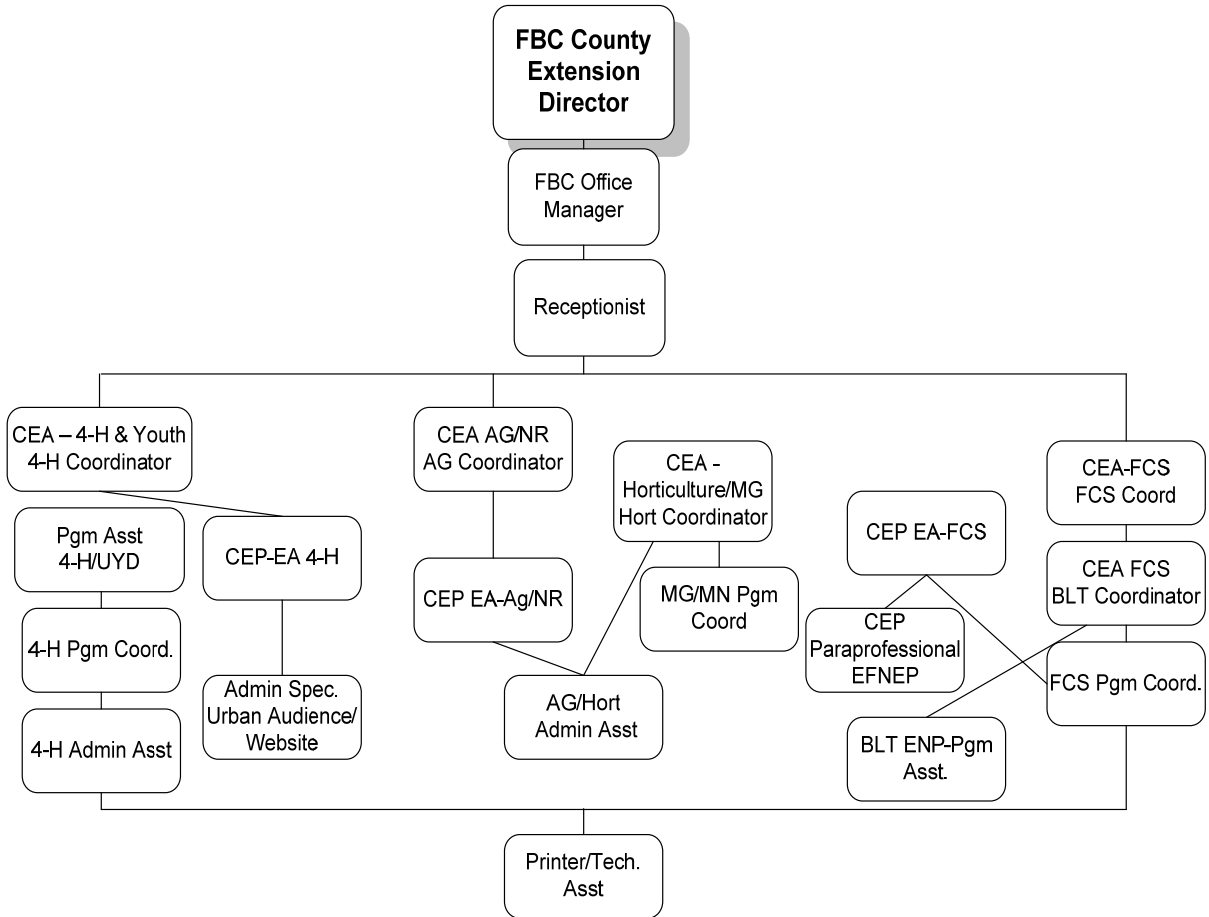 FBC County
Extension
Director
FBC Office
Manager
Receptionist
CEA – 4-H & Youth
4-H Coordinator
CEA AG/NR
AG Coordinator
CEA -
Horticulture/MG
Hort Coordinator
CEA-FCS
FCS Coord
Pgm Asst
4-H/UYD
CEP-EA 4-H
CEP EA-Ag/NR
MG/MN Pgm
Coord
CEP EA-FCS
CEA FCS
BLT Coordinator
4-H Pgm Coord.
Admin Spec.
Urban Audience/
Website
AG/Hort
Admin Asst
CEP
Paraprofessional
EFNEP
FCS Pgm Coord.
4-H Admin Asst
BLT ENP-Pgm
Asst.
Printer/Tech.
Asst